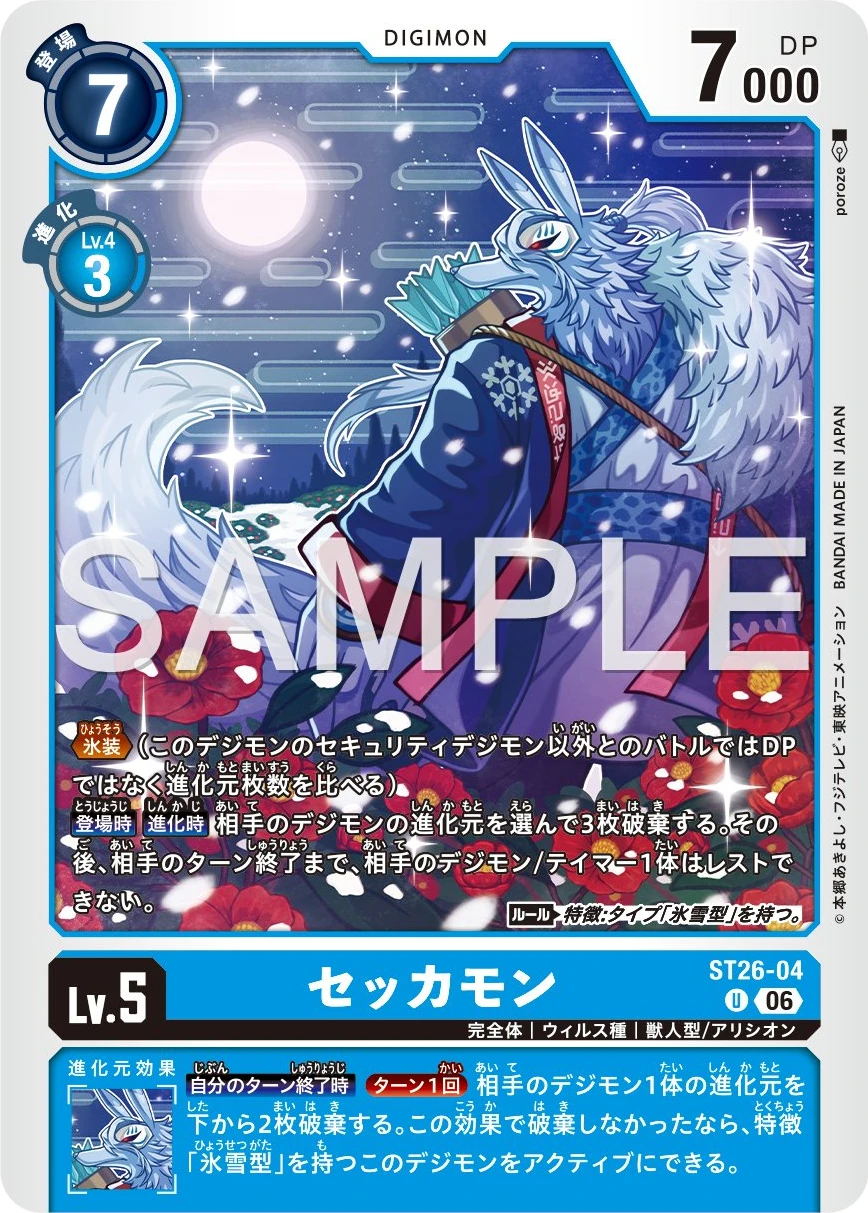 DIGIMON
登場
7
7000
DP
進化
Lv.4
3
poroze
BANDAI MADE IN JAPAN
©本郷あきよし・フジテレビ・東映アニメーション
SAMPLE
氷装 (このデジモンのセキュリティデジモン以外とのバトルではDP
ではなく進化元枚数を比べる)
登場時 進化時 相手のデジモンの進化元を選んで3枚破棄する。その
後、相手のターン終了まで、相手のデジモン/テイマー1体はレストで
きない。
ルール 特徴:タイプ「氷雪型」を持つ。
Lv.5
セッカモン
ST26-04
U 06
完全体 | ウィルス種 | 獣人型/アリシオン
進化元効果
自分のターン終了時 ターン1回 相手のデジモン1体の進化元を
下から2枚破棄する。この効果で破棄しなかったなら、特徴
「氷雪型」を持つこのデジモンをアクティブにできる。